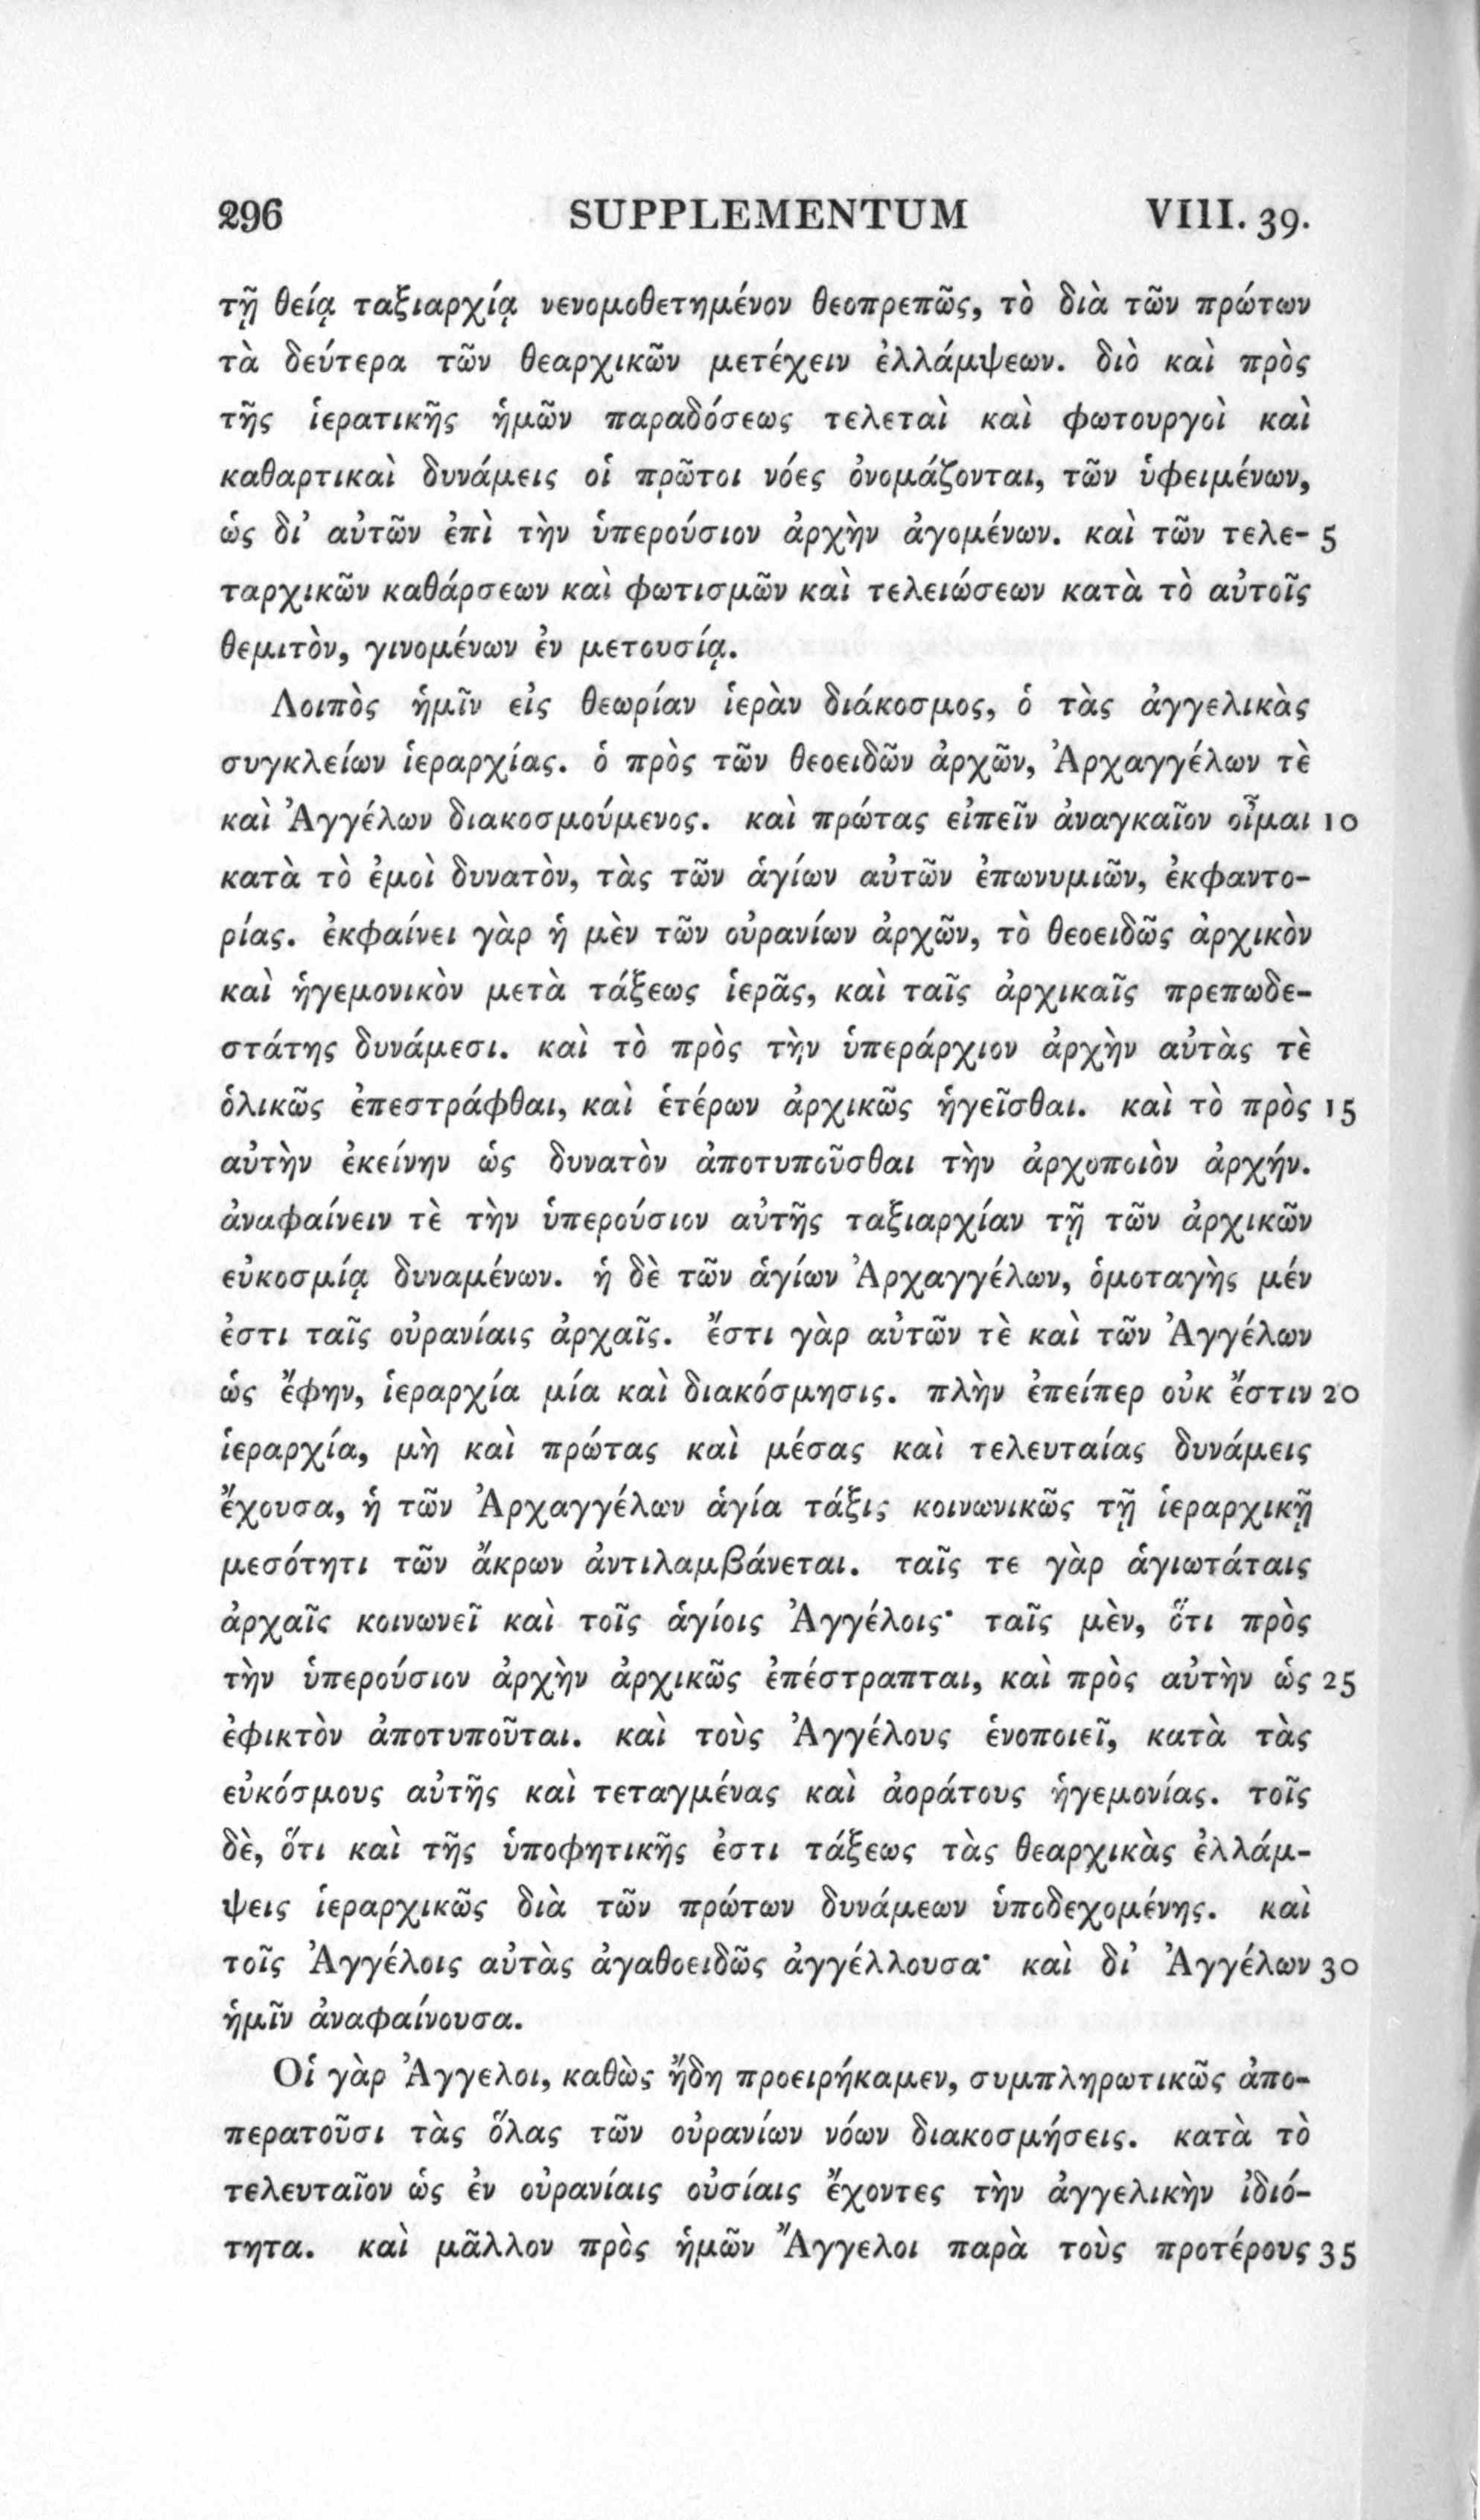 296 SUPPLEMENTUM VIII. 39.
τῇ θείᾳ ταξιαρχίᾳ νενομοθετημένον θεοπρεπῶς, τὸ διὰ τῶν πρώτων
τὰ δεύτερα τῶν θεαρχικῶν μετέχειν ἐλλάμψεων. διὸ καὶ πρὸς
τῆς ἱερατικῆς ἡμῶν παραδόσεως τελεταὶ καὶ φωτουργοὶ καὶ
καθαρτικαὶ δυνάμεις οἱ πρῶτοι νόες ὀνομάζονται, τῶν ὑφειμένων,
ὡς δι’ αὐτῶν ἐπὶ τὴν ὑπερούσιον ἀρχὴν ἀγομένων. καὶ τῶν τελε- 5
ταρχικῶν καθάρσεων καὶ φωτισμῶν καὶ τελειώσεων κατὰ τὸ αὐτοῖς
θεμιτὸν, γινομένων ἐν μετουσίᾳ.
Λοιπὸς ἡμῖν εἰς θεωρίαν ἱερὰν διάκοσμος, ὁ τὰς ἀγγελικὰς
συγκλείων ἱεραρχίας. ὁ πρὸς τῶν θεοειδῶν ἀρχῶν, Ἀρχαγγέλων τὲ
καὶ Ἀγγέλων διακοσμούμενος. καὶ πρώτας εἰπεῖν ἀναγκαῖον οἶμαι 10
κατὰ τὸ ἐμοὶ δυνατὸν, τὰς τῶν ἁγίων αὐτῶν ἐπωνυμιῶν, ἐκφαντο-
ρίας. ἐκφαίνει γὰρ ἡ μὲν τῶν οὐρανίων ἀρχῶν, τὸ θεοειδῶς ἀρχικὸν
καὶ ἡγεμονικὸν μετὰ τάξεως ἱερᾶς, καὶ ταῖς ἀρχικαῖς πρεπωδε-
στάτης δυνάμεσι. καὶ τὸ πρὸς τὴν ὑπεράρχιον ἀρχὴν αὐτὰς τὲ
ὁλικῶς ἐπεστράφθαι, καὶ ἑτέρων ἀρχικῶς ἡγεῖσθαι. καὶ τὸ πρὸς 15
αὐτὴν ἐκείνην ὡς δυνατὸν ἀποτυποῦσθαι τὴν ἀρχοποιὸν ἀρχήν.
ἀναφαίνειν τὲ τὴν ὑπερούσιον αὐτῆς ταξιαρχίαν τῇ τῶν ἀρχικῶν
εὐκοσμίᾳ δυναμένων. ἡ δὲ τῶν ἁγίων Ἀρχαγγέλων, ὁμοταγὴς μέν
ἐστι ταῖς οὐρανίαις ἀρχαῖς. ἔστι γὰρ αὐτῶν τὲ καὶ τῶν Ἀγγέλων
ὡς ἔφην, ἱεραρχία μία καὶ διακόσμησις. πλὴν ἐπείπερ οὐκ ἔστιν 20
ἱεραρχία, μὴ καὶ πρώτας καὶ μέσας καὶ τελευταίας δυνάμεις
ἔχουσα, ἡ τῶν Ἀρχαγγέλων ἁγία τάξις κοινωνικῶς τῇ ἱεραρχικῇ
μεσότητι τῶν ἄκρων ἀντιλαμβάνεται. ταῖς τε γὰρ ἁγιωτάταις
ἀρχαῖς κοινωνεῖ καὶ τοῖς ἁγίοις Ἀγγέλοις· ταῖς μὲν, ὅτι πρὸς
τὴν ὑπερούσιον ἀρχὴν ἀρχικῶς ἐπέστραπται, καὶ πρὸς αὐτὴν ὡς 25
ἐφικτὸν ἀποτυποῦται. καὶ τοὺς Ἀγγέλους ἑνοποιεῖ, κατὰ τὰς
εὐκόσμους αὐτῆς καὶ τεταγμένας καὶ ἀοράτους ἡγεμονίας. τοῖς
δὲ, ὅτι καὶ τῆς ὑποφητικῆς ἐστι τάξεως τὰς θεαρχικὰς ἐλλάμ-
ψεις ἱεραρχικῶς διὰ τῶν πρώτων δυνάμεων ὑποδεχομένης. καὶ
τοῖς Ἀγγέλοις αὐτὰς ἀγαθοειδῶς ἀγγέλλουσα· καὶ δι’ Ἀγγέλων 30
ἡμῖν ἀναφαίνουσα.
Οἱ γὰρ Ἄγγελοι, καθὼς ἤδη προειρήκαμεν, συμπληρωτικῶς ἀπο-
περατοῦσι τὰς ὅλας τῶν οὐρανίων νόων διακοσμήσεις. κατὰ τὸ
τελευταῖον ὡς ἐν οὐρανίαις οὐσίαις ἔχοντες τὴν ἀγγελικὴν ἰδιό-
τητα. καὶ μᾶλλον πρὸς ἡμῶν Ἄγγελοι παρὰ τοὺς προτέρους 35